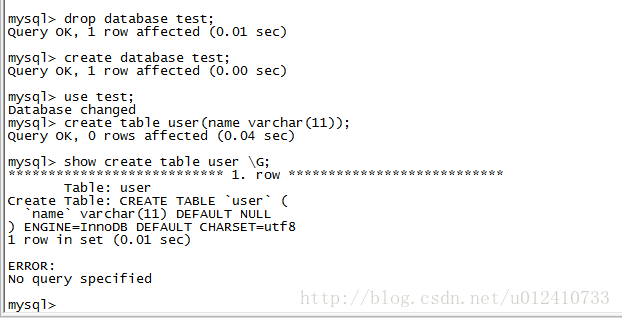 mysql> drop database test;
Query OK, 1 row affected (0.01 sec)
mysql> create database test;
Query OK, 1 row affected (0.00 sec)
mysql> use test;
Database changed
mysql> create table user(name varchar(11));
Query OK, 0 rows affected (0.04 sec)
mysql> show create table user \G;
*************************** 1. row ***************************
Table: user
Create Table: CREATE TABLE `user` (
`name` varchar(11) DEFAULT NULL
) ENGINE=InnoDB DEFAULT CHARSET=utf8
1 row in set (0.01 sec)
ERROR:
No query specified
http://blog.csdn.net/u012410733
mysql>